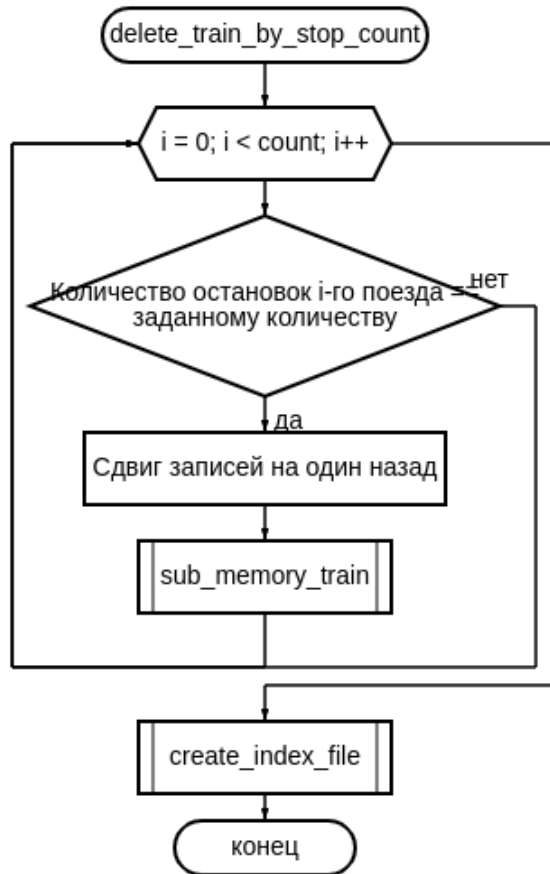 delete_train_by_stop_count
i = 0; i < count; i++
Количество остановок i-го поезда ==
заданному количеству
нет
да
Сдвиг записей на один назад
sub_memory_train
create_index_file
конец